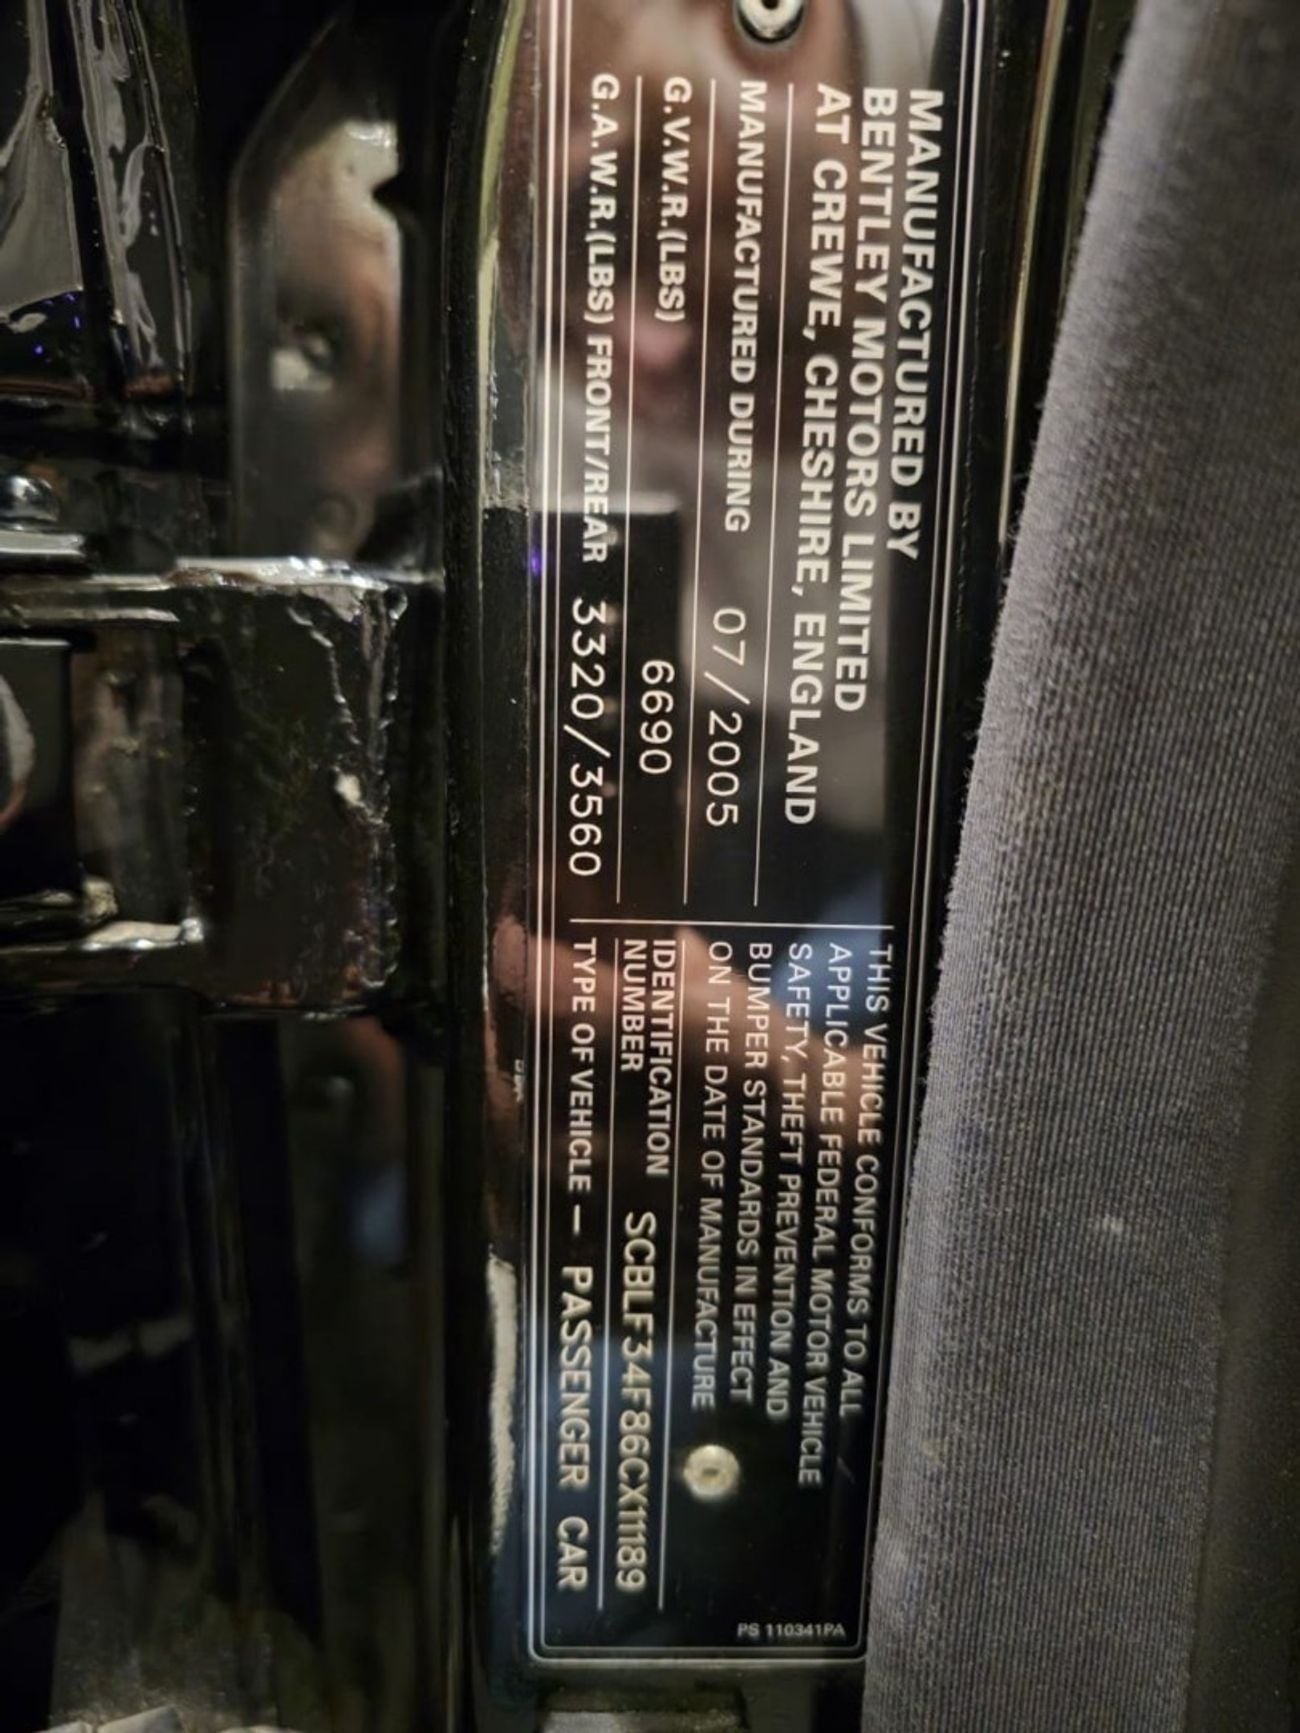 MANUFACTURED BY
BENTLEY MOTORS LIMITED
AT CREWE, CHESHIRE, ENGLAND
MANUFACTURED DURING 07/2005
G.V.W.R.(LBS) 6690
G.A.W.R.(LBS) FRONT/REAR 3320/3560
THIS VEHICLE CONFORMS TO ALL
APPLICABLE FEDERAL MOTOR VEHICLE
SAFETY, THEFT PREVENTION AND
BUMPER STANDARDS IN EFFECT
ON THE DATE OF MANUFACTURE
IDENTIFICATION
NUMBER SCBLF34F86CX11189
TYPE OF VEHICLE — PASSENGER CAR
PS 110341PA